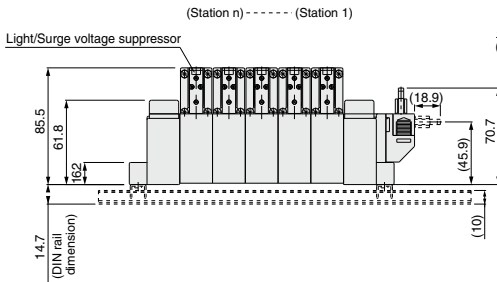 (Station n) ------ (Station 1)
Light/Surge voltage suppressor
85.5
61.8
162
14.7
(DIN rail
dimension)
(18.9)
(45.9)
70.7
(10)